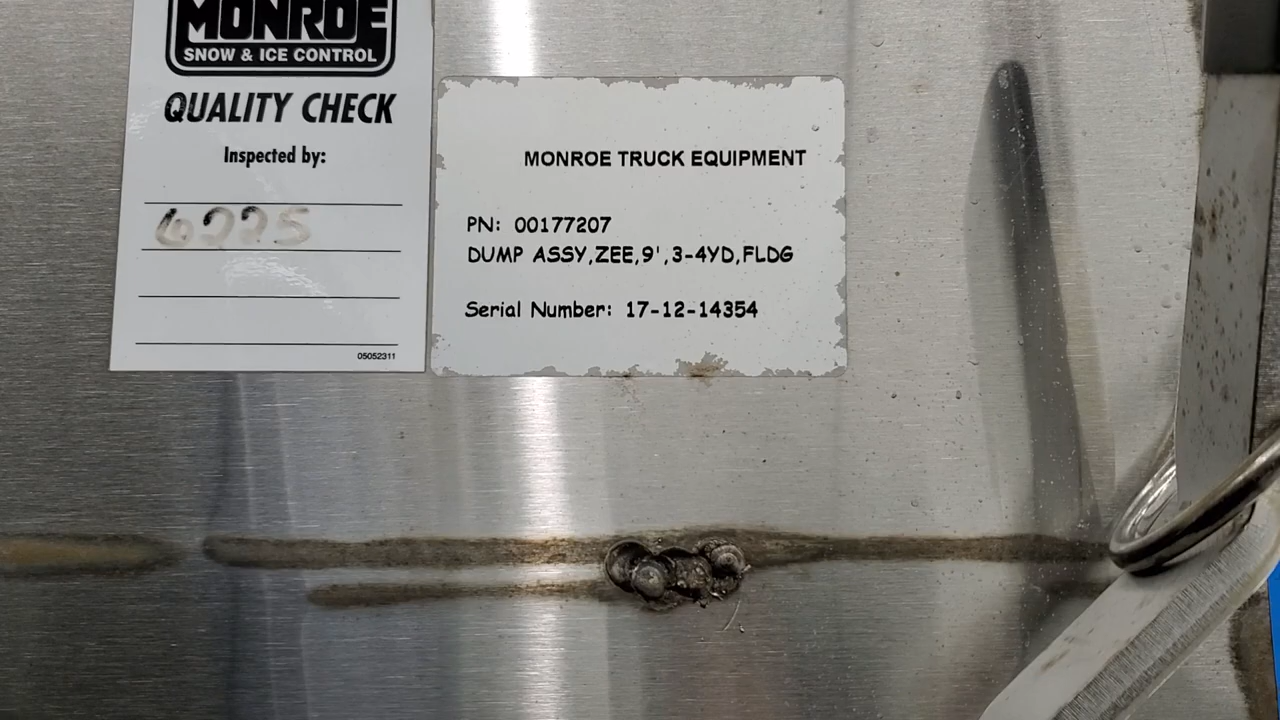 MONROE
SNOW & ICE CONTROL
QUALITY CHECK
Inspected by:
6225
05052311
MONROE TRUCK EQUIPMENT
PN: 00177207
DUMP ASSY,ZEE,9',3-4YD,FLDG
Serial Number: 17-12-14354